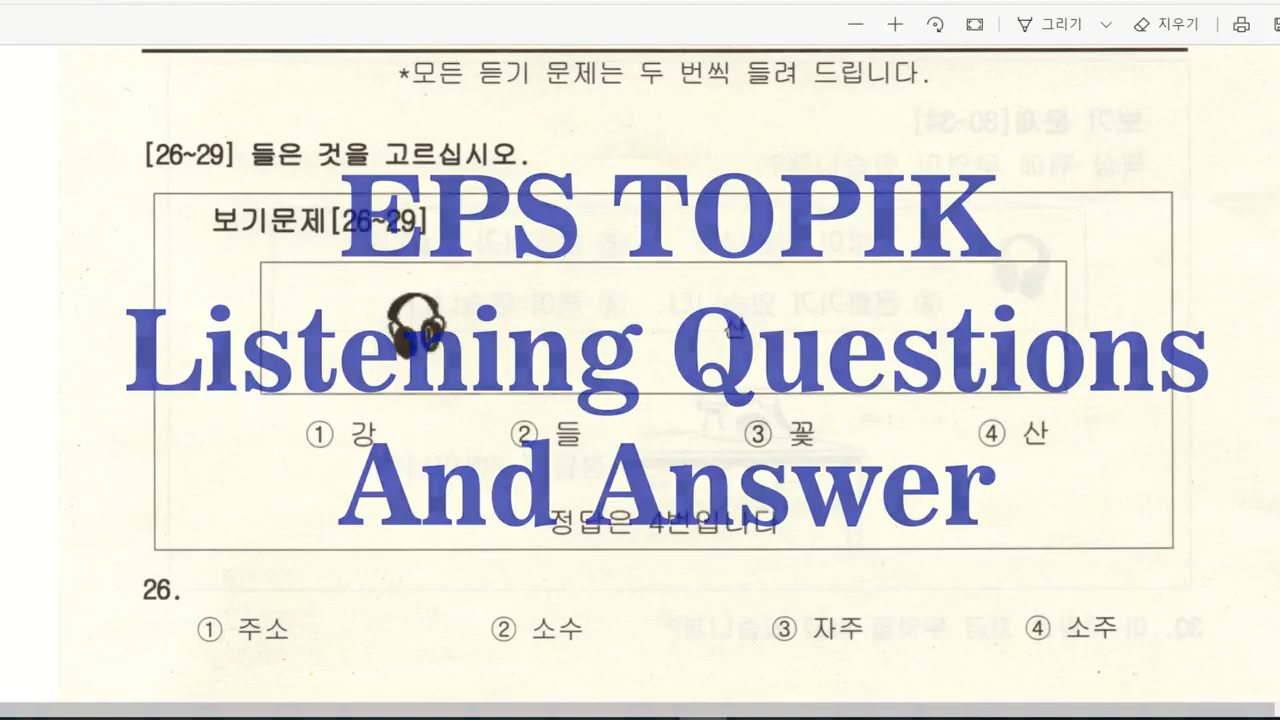 그리기 지우기
*모든 듣기 문제는 두 번씩 들려 드립니다.
[26~29] 들은 것을 고르십시오.
보기문제[26~29]
EPS TOPIK
산
Listening Questions
① 강 ② 들 ③ 꽃 ④ 산
And Answer
정답은 4번입니다
26.
① 주소 ② 소수 ③ 자주 ④ 소주